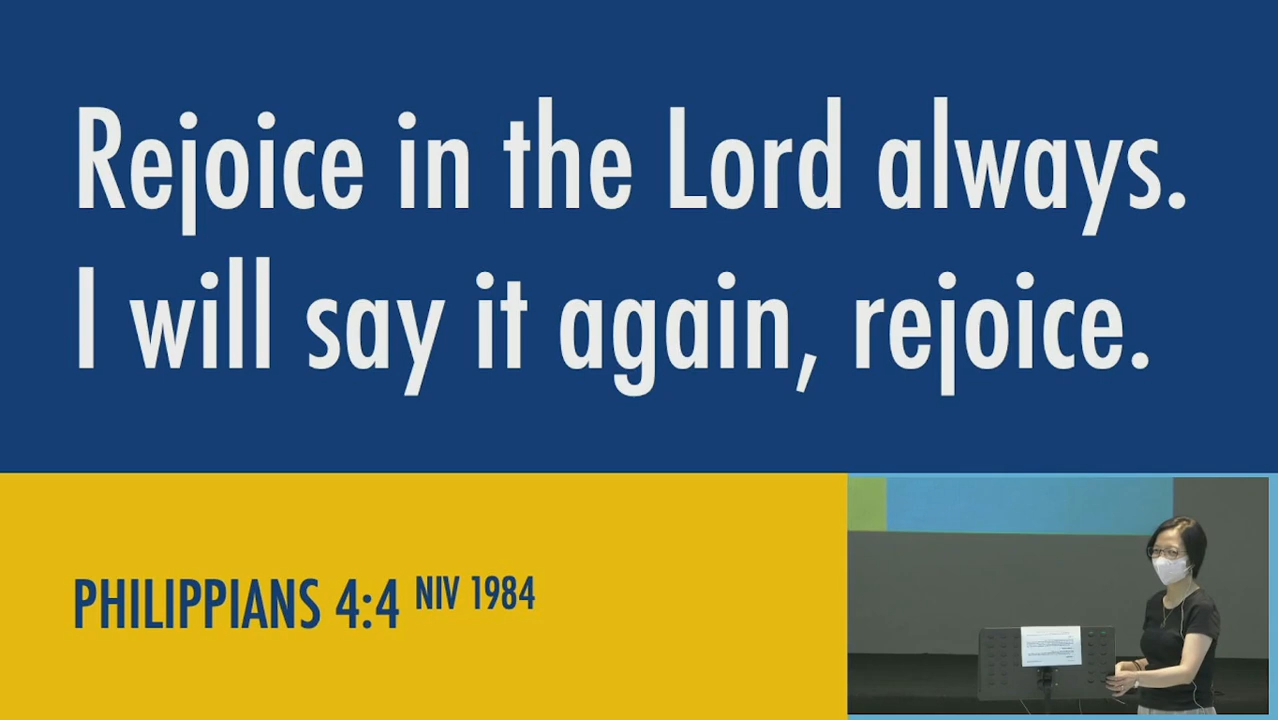 Rejoice in the Lord always.
I will say it again, rejoice.
PHILIPPIANS 4:4 NIV 1984